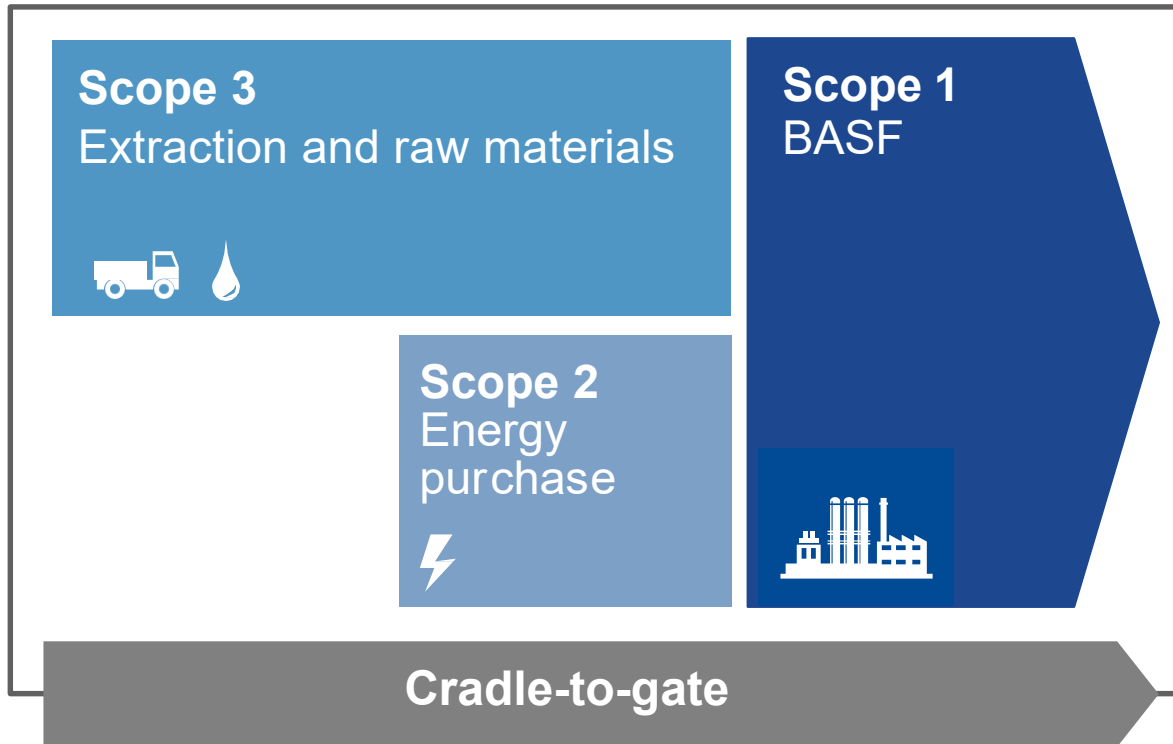 Scope 3
Extraction and raw materials
Scope 1
BASF
Scope 2
Energy
purchase
Cradle-to-gate